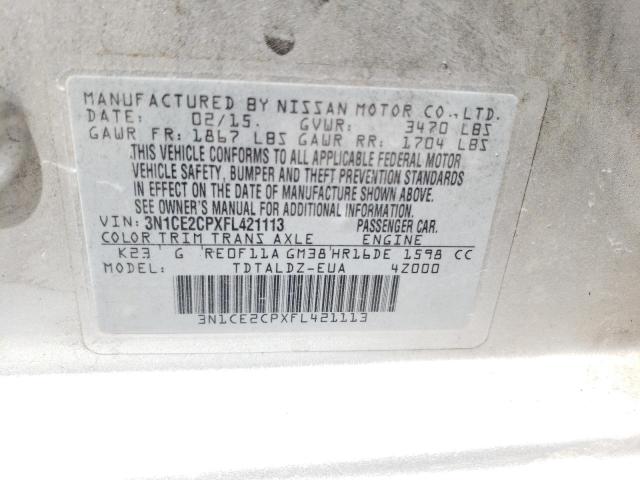 MANUFACTURED BY NISSAN MOTOR CO., LTD.
DATE: 02/15. GVWR: 3470 LBS
GAWR FR: 1867 LBS GAWR RR: 1704 LBS
THIS VEHICLE CONFORMS TO ALL APPLICABLE FEDERAL MOTOR
VEHICLE SAFETY, BUMPER AND THEFT PREVENTION STANDARDS
IN EFFECT ON THE DATE OF MANUFACTURE SHOWN ABOVE.
SEE OWNER'S MANUAL FOR ADDITIONAL INFORMATION.
VIN: 3N1CE2CPXFL421113 PASSENGER CAR.
COLOR TRIM TRANS AXLE ENGINE
K23 G RE0F11A GM38 HR16DE 1598 CC
MODEL: TDTALDZ-EUA 4Z000
3N1CE2CPXFL421113